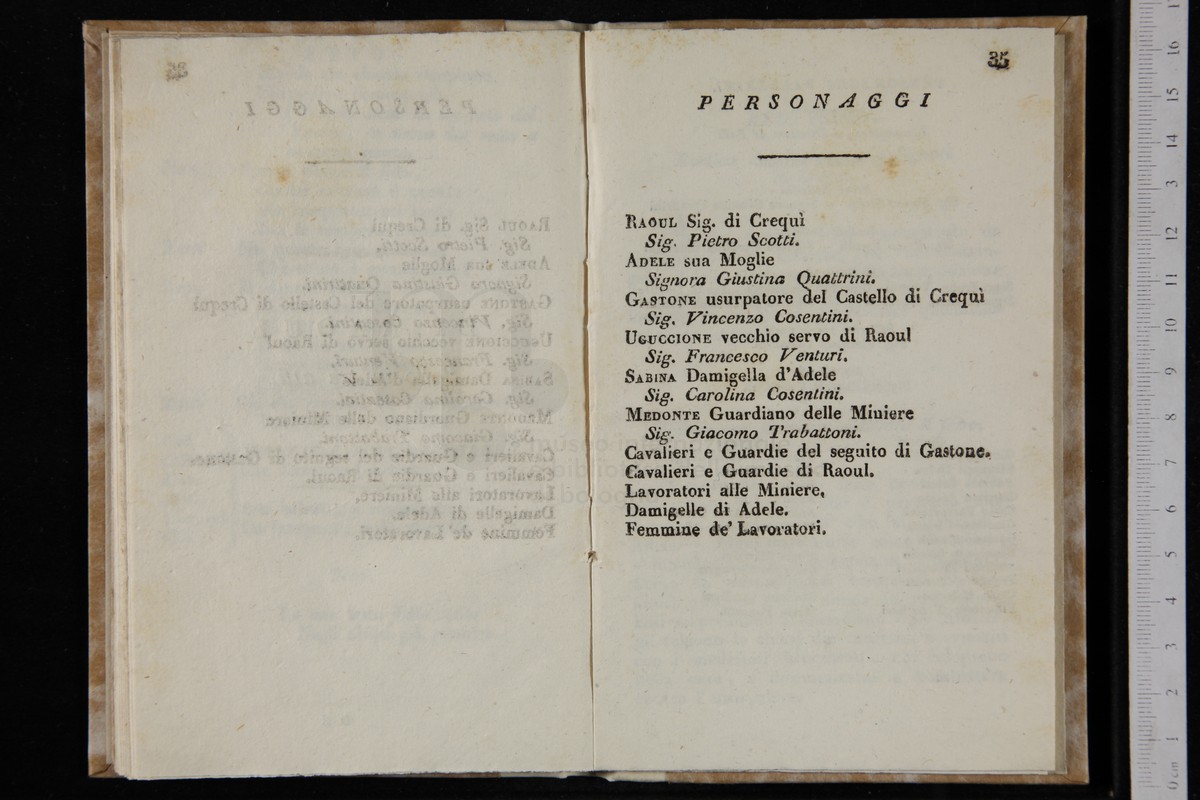 35
PERSONAGGI
RAOUL Sig. di Crequì
Sig. Pietro Scotti.
ADELE sua Moglie
Signora Giustina Quattrini.
GASTONE usurpatore del Castello di Crequì
Sig. Vincenzo Cosentini.
UGUCCIONE vecchio servo di Raoul
Sig. Francesco Venturi.
SABINA Damigella d'Adele
Sig. Carolina Cosentini.
MEDONTE Guardiano delle Miniere
Sig. Giacomo Trabattoni.
Cavalieri e Guardie del seguito di Gastone.
Cavalieri e Guardie di Raoul.
Lavoratori alle Miniere,
Damigelle di Adele.
Femmine de' Lavoratori.